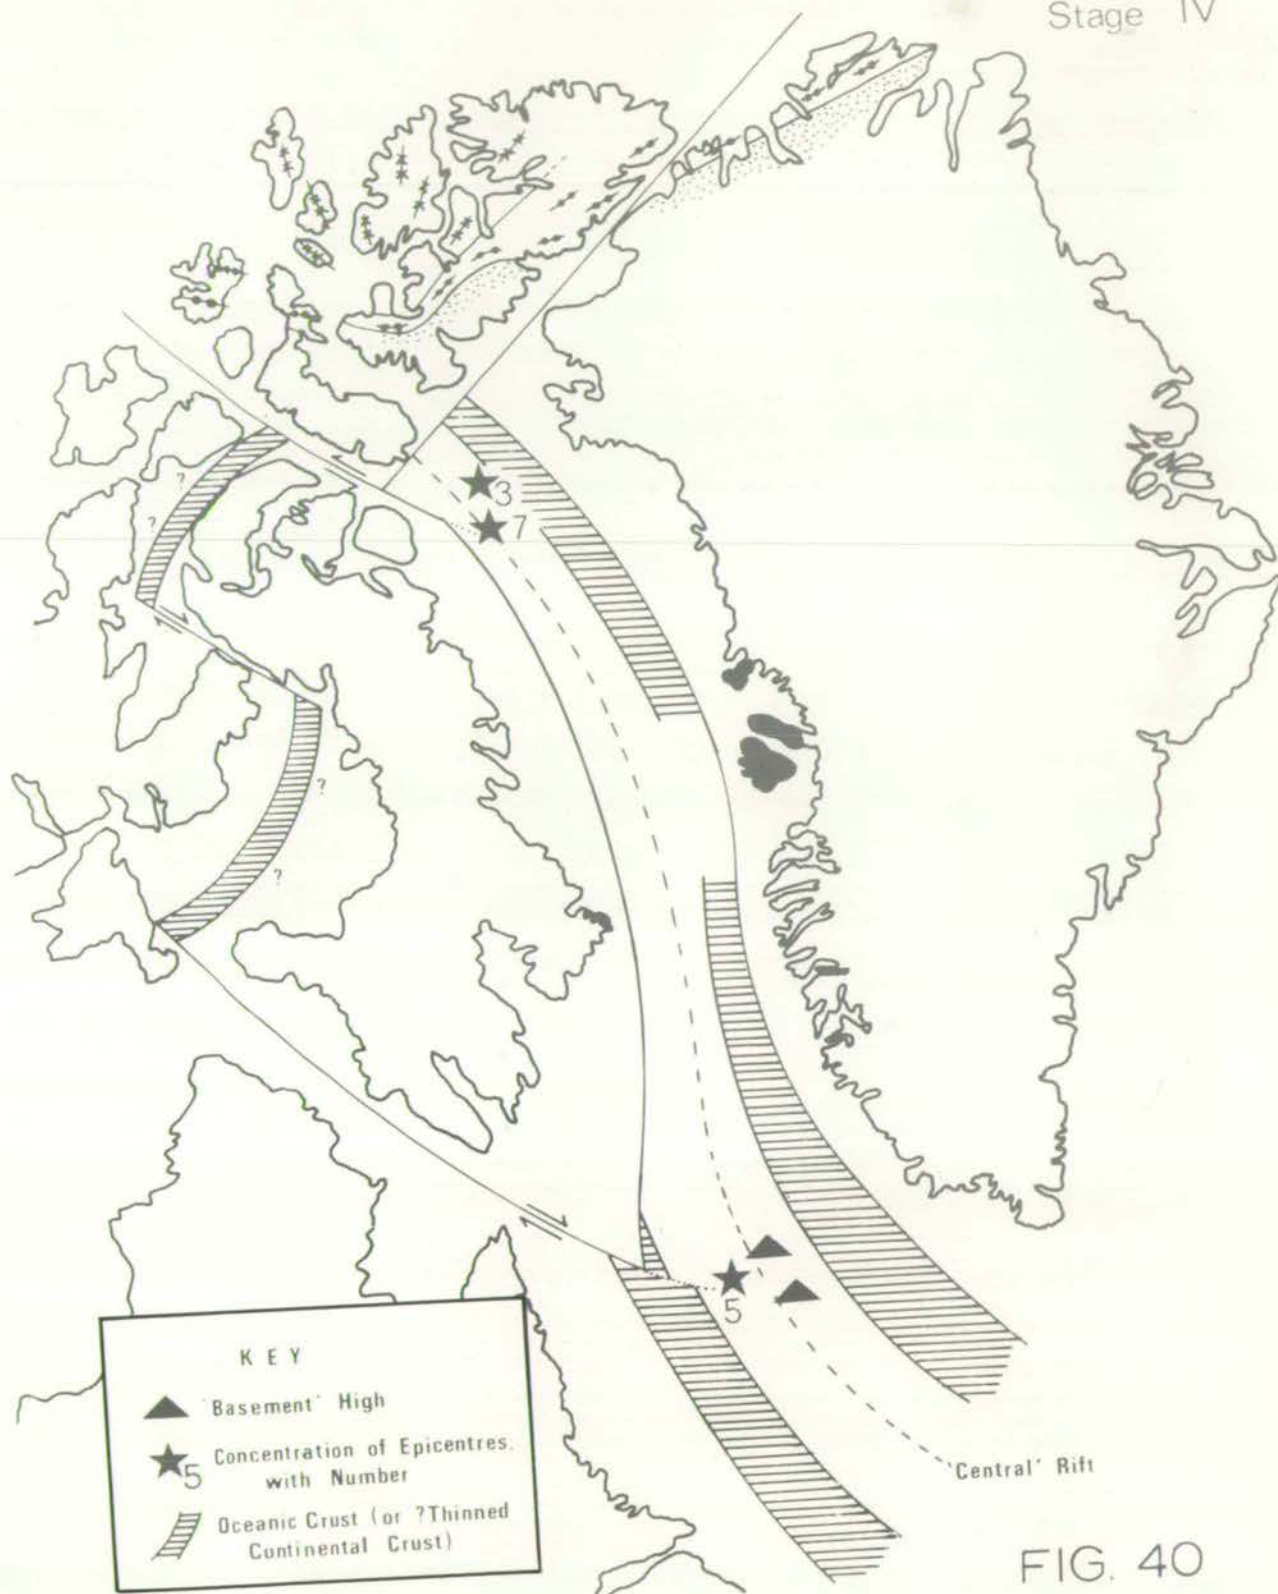 Stage IV
3
7
?
?
?
?
5
KEY
'Basement' High
5
Concentration of Epicentres,
with Number
Oceanic Crust (or ?Thinned
Continental Crust)
'Central' Rift
FIG. 40